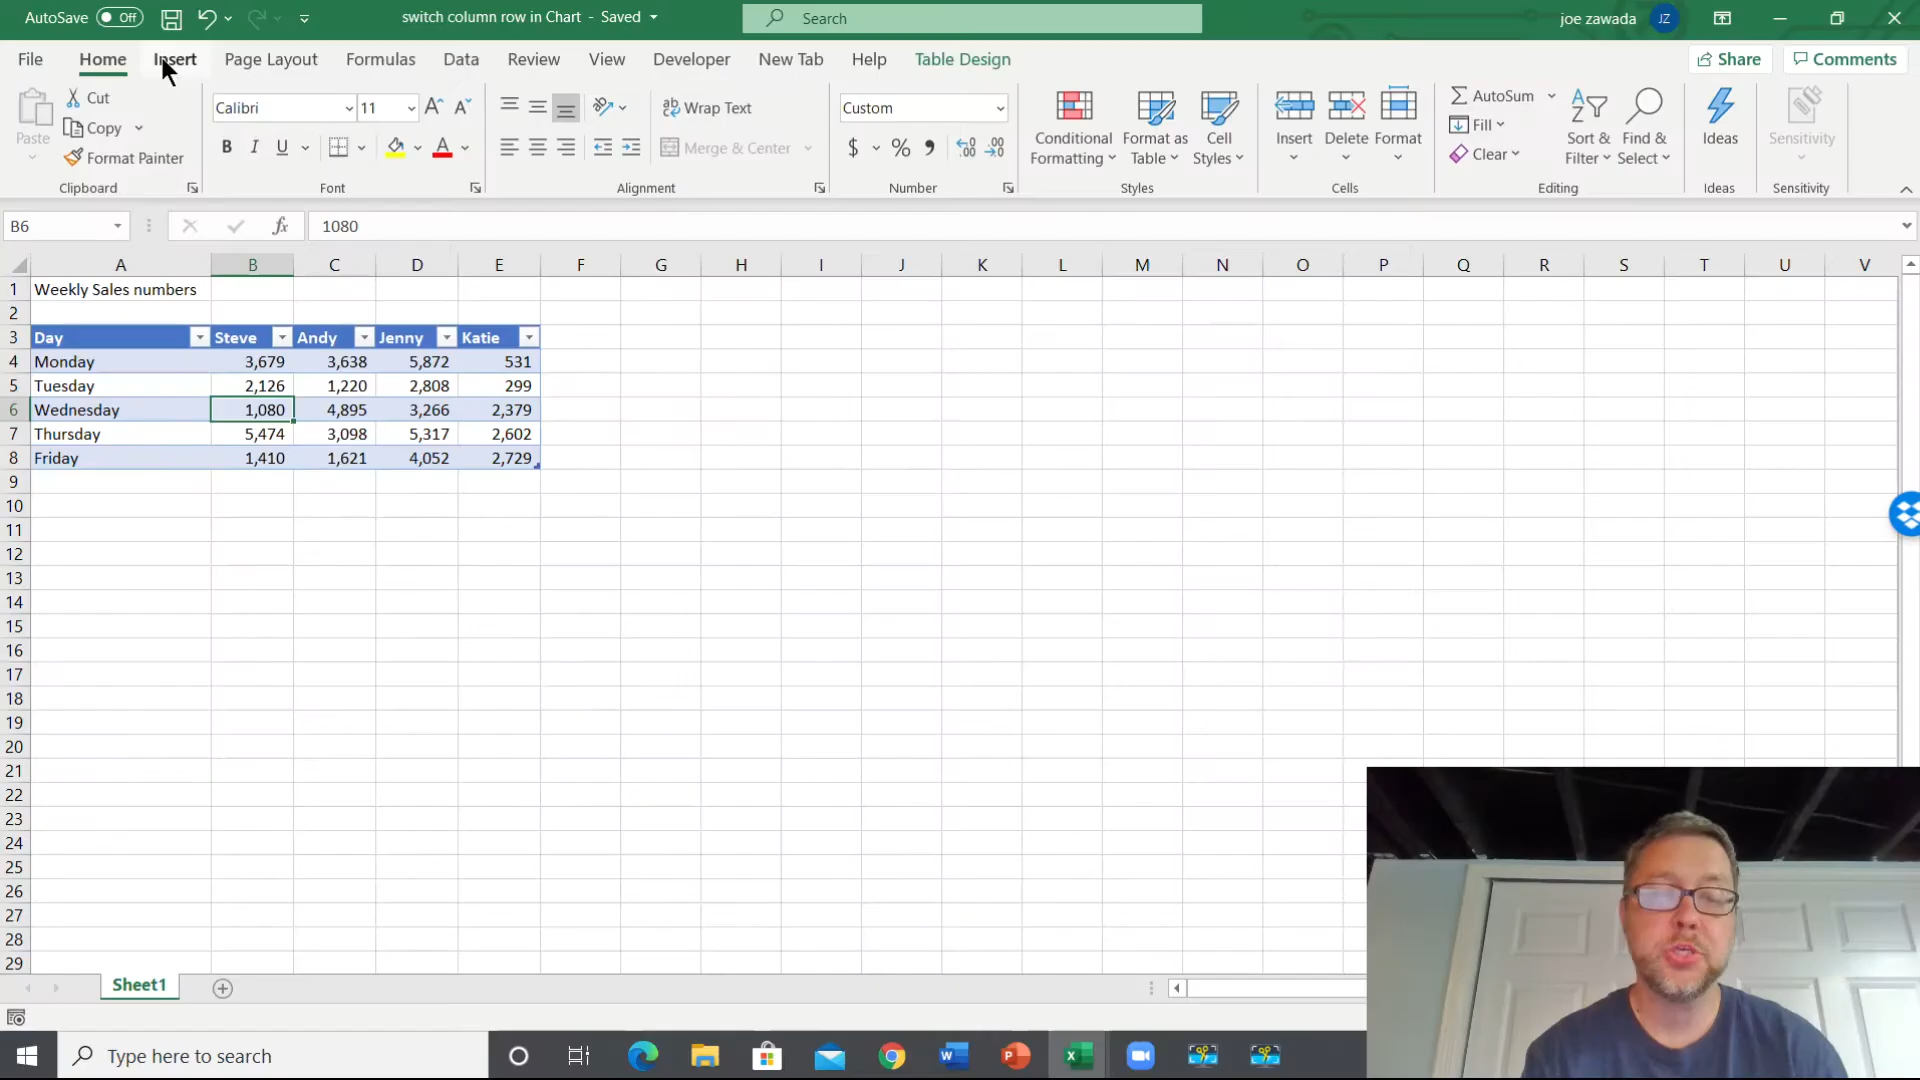 AutoSave Off
switch column row in Chart - Saved
Search
joe zawada JZ
File Home Insert Page Layout Formulas Data Review View Developer New Tab Help Table Design
Share Comments
Paste
Cut
Copy
Format Painter
Clipboard
Calibri 11
B I U
Font
Wrap Text
Merge & Center
Alignment
Custom
$ %
Number
Conditional Formatting
Format as Table
Cell Styles
Styles
Insert Delete Format
Cells
AutoSum
Fill
Clear
Sort & Filter
Find & Select
Editing
Ideas
Ideas
Sensitivity
Sensitivity
B6 fx 1080
A B C D E F G H I J K L M N O P Q R S T U V
1 Weekly Sales numbers
2
3 Day Steve Andy Jenny Katie
4 Monday 3,679 3,638 5,872 531
5 Tuesday 2,126 1,220 2,808 299
6 Wednesday 1,080 4,895 3,266 2,379
7 Thursday 5,474 3,098 5,317 2,602
8 Friday 1,410 1,621 4,052 2,729
9
10
11
12
13
14
15
16
17
18
19
20
21
22
23
24
25
26
27
28
29
Sheet1
Type here to search